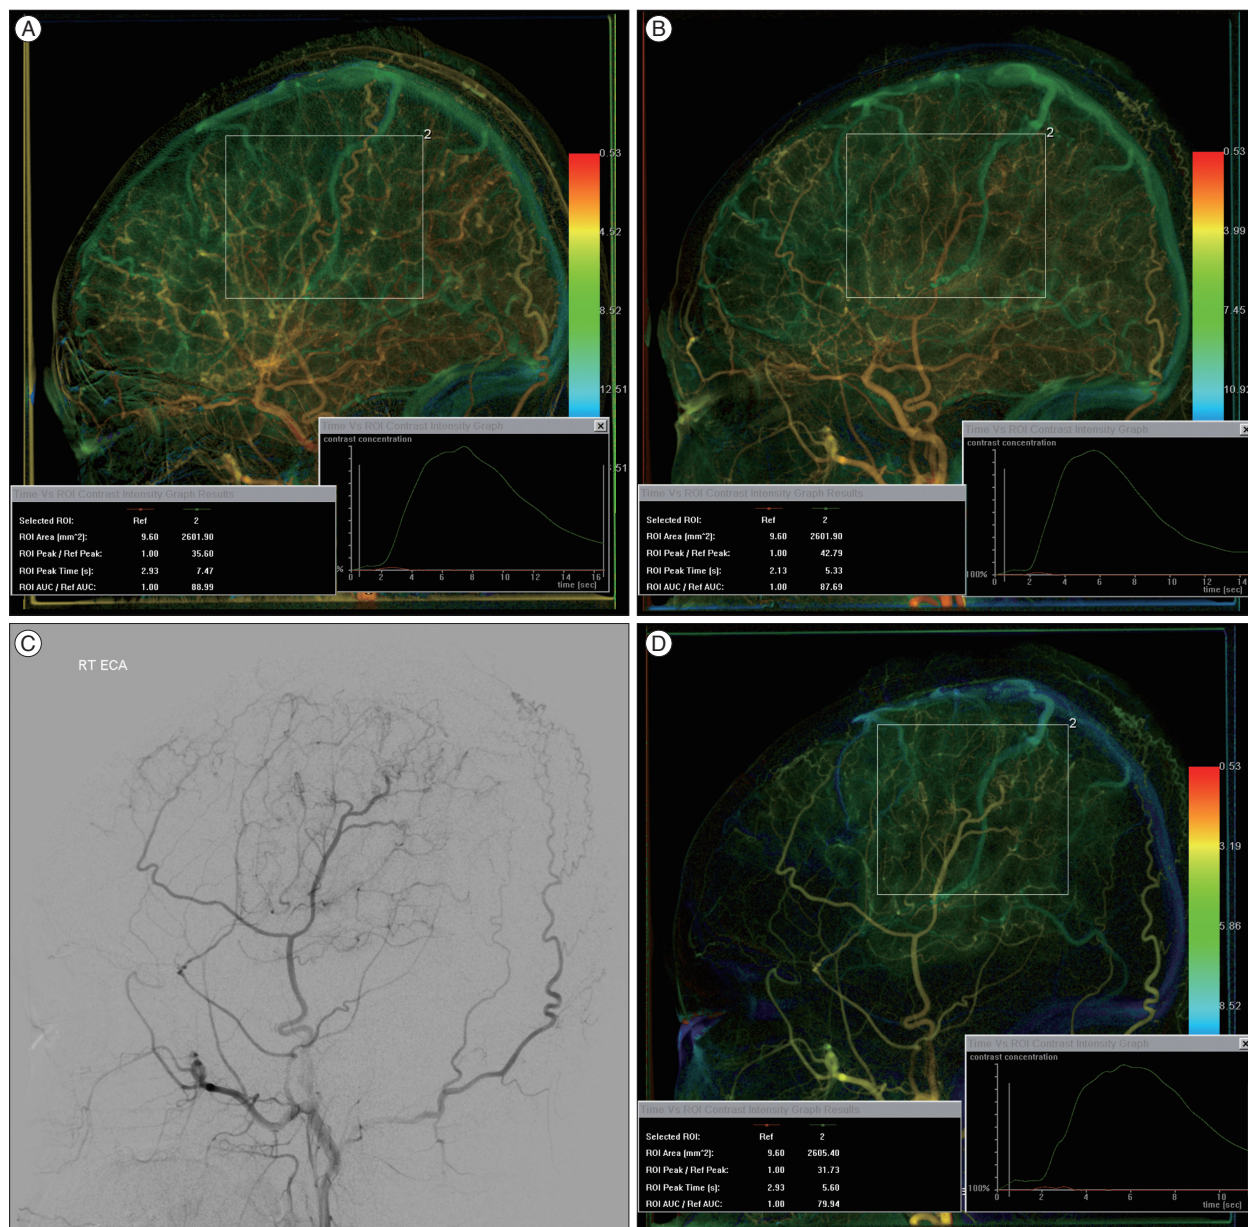 A
2
0.53
4.52
8.52
12.51
Time Vs ROI Contrast Intensity Graph
contrast concentration
0 2 4 6 8 10 12 14 16
time [sec]
Time Vs ROI Contrast Intensity Graph Results
Selected ROI: Ref 2
ROI Area (mm^2): 9.60 2601.90
ROI Peak / Ref Peak: 1.00 35.60
ROI Peak Time (s): 2.93 7.47
ROI AUC / Ref AUC: 1.00 88.99
B
2
0.53
3.99
7.45
10.92
Time Vs ROI Contrast Intensity Graph
contrast concentration
100%
0 2 4 6 8 10 12 14
time [sec]
Time Vs ROI Contrast Intensity Graph Results
Selected ROI: Ref 2
ROI Area (mm^2): 9.60 2601.90
ROI Peak / Ref Peak: 1.00 42.79
ROI Peak Time (s): 2.13 5.33
ROI AUC / Ref AUC: 1.00 87.69
C
RT ECA
D
2
0.53
3.19
5.86
8.52
Time Vs ROI Contrast Intensity Graph
contrast concentration
100%
0 2 4 6 8 10
time [sec]
Time Vs ROI Contrast Intensity Graph Results
Selected ROI: Ref 2
ROI Area (mm^2): 9.60 2605.40
ROI Peak / Ref Peak: 1.00 31.73
ROI Peak Time (s): 2.93 5.60
ROI AUC / Ref AUC: 1.00 79.94